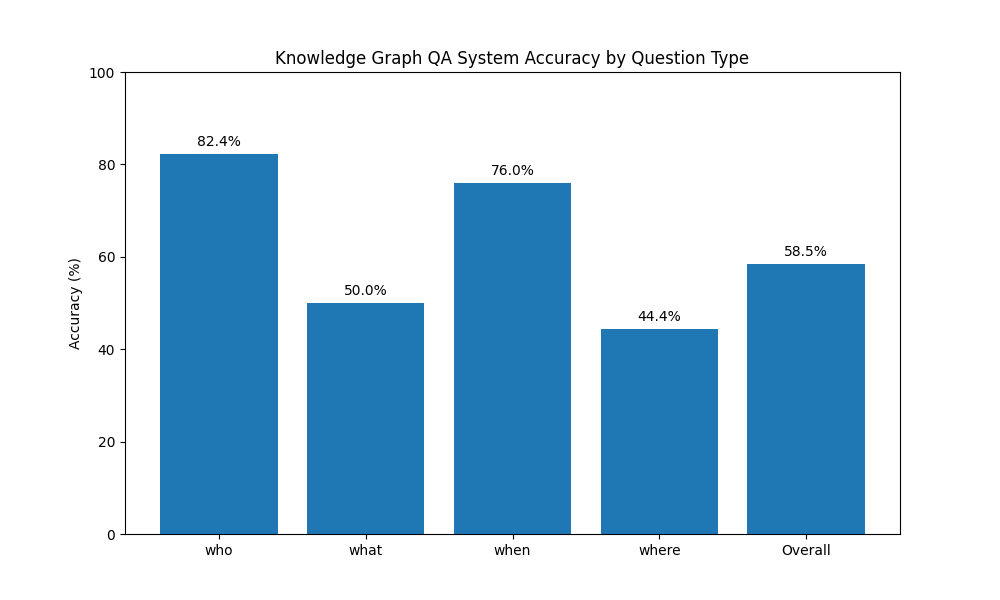 Knowledge Graph QA System Accuracy by Question Type
100
80
60
40
20
0
Accuracy (%)
82.4%
50.0%
76.0%
44.4%
58.5%
who
what
when
where
Overall